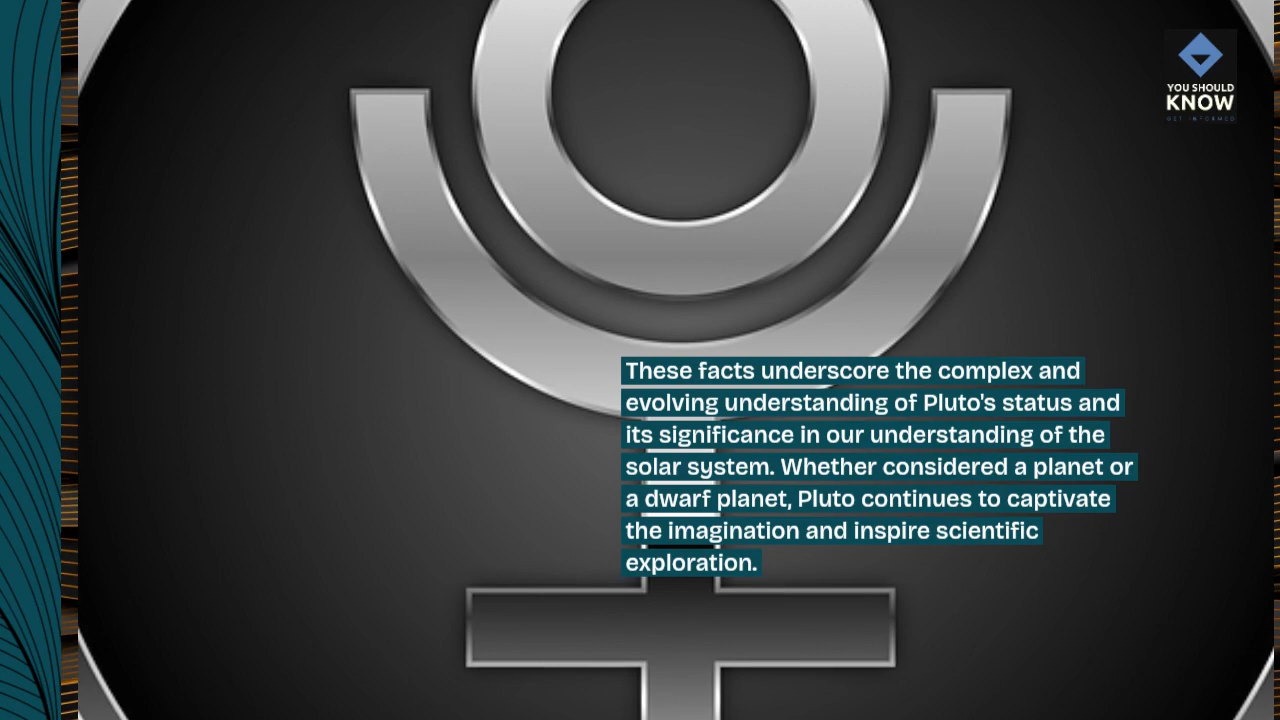 YOU SHOULD
KNOW
GET INFORMED
These facts underscore the complex and
evolving understanding of Pluto's status and
its significance in our understanding of the
solar system. Whether considered a planet or
a dwarf planet, Pluto continues to captivate
the imagination and inspire scientific
exploration.